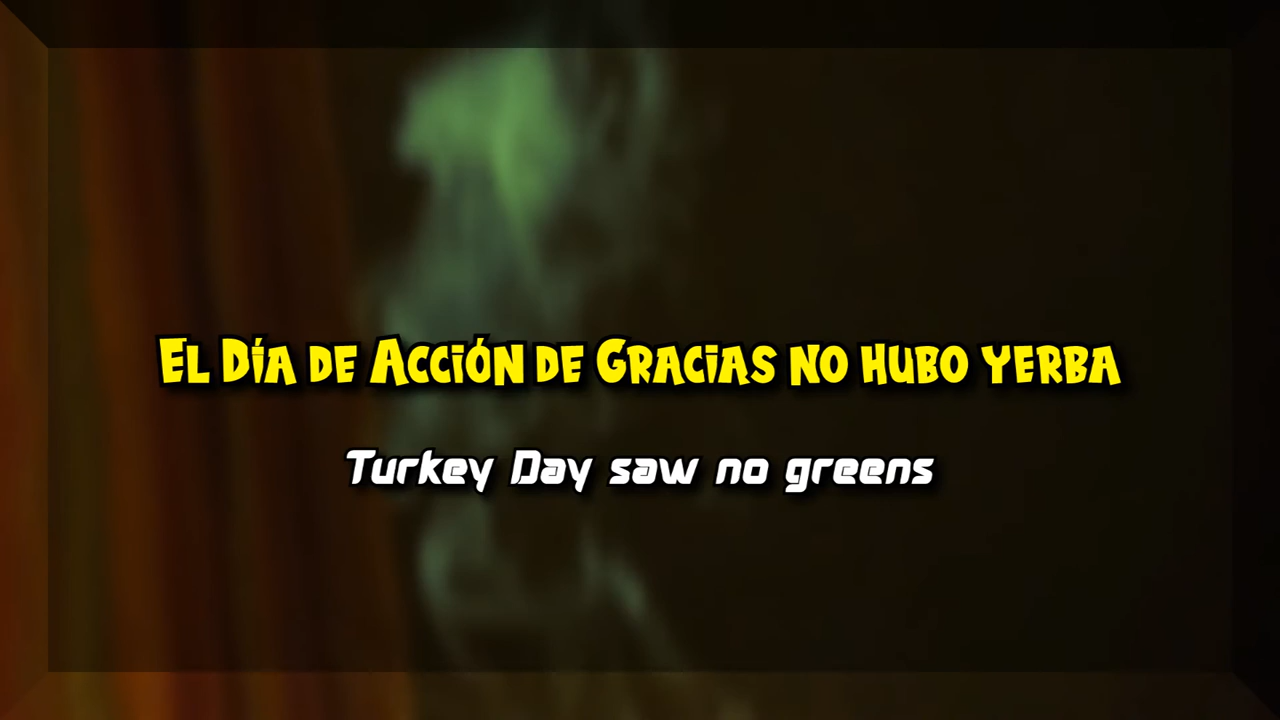 El Día de Acción de Gracias no hubo yerba
Turkey Day saw no greens